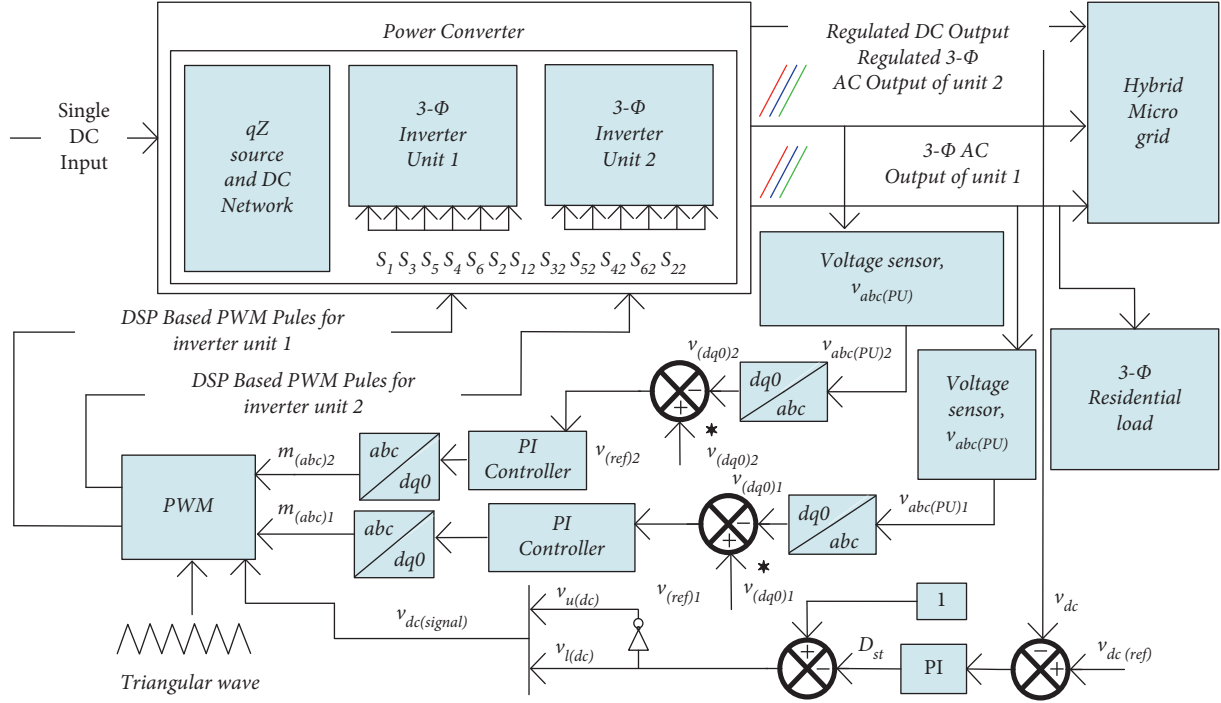 Power Converter
Single
DC
Input
qZ
source
and DC
Network
3-Φ
Inverter
Unit 1
3-Φ
Inverter
Unit 2
S1 S3 S5 S4 S6 S2 S12 S32 S52 S42 S62 S22
Regulated DC Output
Regulated 3-Φ
AC Output of unit 2
3-Φ AC
Output of unit 1
Hybrid
Micro
grid
Voltage sensor,
vabc(PU)
Voltage
sensor,
vabc(PU)
3-Φ
Residential
load
DSP Based PWM Pules for
inverter unit 1
DSP Based PWM Pules for
inverter unit 2
v(dq0)2
vabc(PU)2
− +
dq0
abc
*
v(dq0)2
v(ref)2
PI
Controller
abc
dq0
m(abc)2
PWM
m(abc)1
abc
dq0
PI
Controller
v(dq0)1
− +
dq0
abc
vabc(PU)1
*
v(ref)1
v(dq0)1
vdc(signal)
vu(dc)
vl(dc)
Triangular wave
1
+ −
Dst
PI
vdc
− +
vdc (ref)